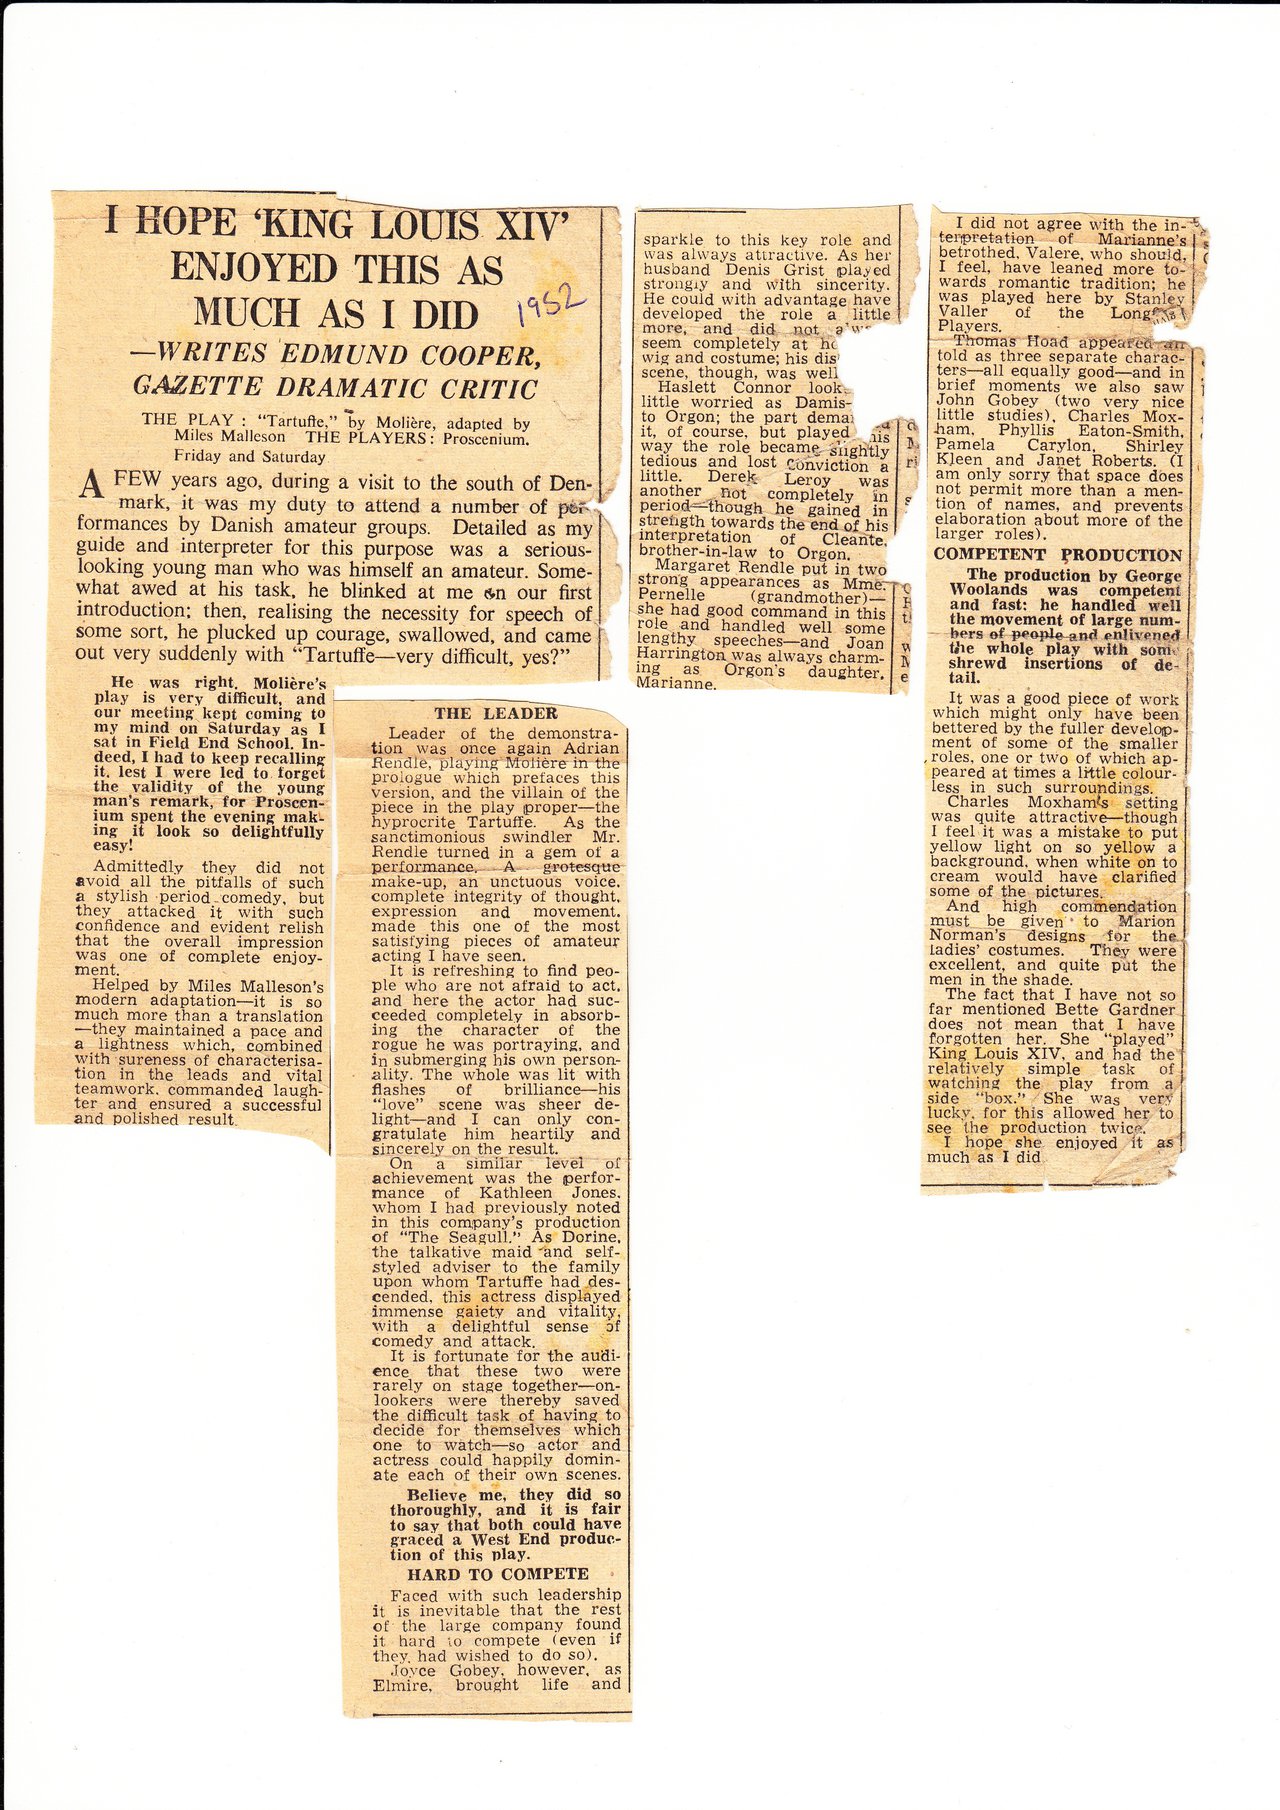 I HOPE ‘KING LOUIS XIV’
ENJOYED THIS AS
MUCH AS I DID
1952
—WRITES EDMUND COOPER,
GAZETTE DRAMATIC CRITIC
THE PLAY : “Tartuffe,” by Molière, adapted by
Miles Malleson THE PLAYERS: Proscenium.
Friday and Saturday
A FEW years ago, during a visit to the south of Den-
mark, it was my duty to attend a number of per-
formances by Danish amateur groups. Detailed as my
guide and interpreter for this purpose was a serious-
looking young man who was himself an amateur. Some-
what awed at his task, he blinked at me on our first
introduction; then, realising the necessity for speech of
some sort, he plucked up courage, swallowed, and came
out very suddenly with “Tartuffe—very difficult, yes?”
He was right. Molière’s
play is very difficult, and
our meeting kept coming to
my mind on Saturday as I
sat in Field End School. In-
deed, I had to keep recalling
it, lest I were led to forget
the validity of the young
man’s remark, for Proscen-
ium spent the evening mak-
ing it look so delightfully
easy!
Admittedly they did not
avoid all the pitfalls of such
a stylish period comedy, but
they attacked it with such
confidence and evident relish
that the overall impression
was one of complete enjoy-
ment.
Helped by Miles Malleson’s
modern adaptation—it is so
much more than a translation
—they maintained a pace and
a lightness which, combined
with sureness of characterisa-
tion in the leads and vital
teamwork, commanded laugh-
ter and ensured a successful
and polished result.
THE LEADER
Leader of the demonstra-
tion was once again Adrian
Rendle, playing Molière in the
prologue which prefaces this
version, and the villain of the
piece in the play proper—the
hyprocrite Tartuffe. As the
sanctimonious swindler Mr.
Rendle turned in a gem of a
performance. A grotesque
make-up, an unctuous voice,
complete integrity of thought,
expression and movement,
made this one of the most
satisfying pieces of amateur
acting I have seen.
It is refreshing to find peo-
ple who are not afraid to act,
and here the actor had suc-
ceeded completely in absorb-
ing the character of the
rogue he was portraying, and
in submerging his own person-
ality. The whole was lit with
flashes of brilliance—his
“love” scene was sheer de-
light—and I can only con-
gratulate him heartily and
sincerely on the result.
On a similar level of
achievement was the perfor-
mance of Kathleen Jones,
whom I had previously noted
in this company’s production
of “The Seagull.” As Dorine,
the talkative maid and self-
styled adviser to the family
upon whom Tartuffe had des-
cended, this actress displayed
immense gaiety and vitality,
with a delightful sense of
comedy and attack.
It is fortunate for the audi-
ence that these two were
rarely on stage together—on-
lookers were thereby saved
the difficult task of having to
decide for themselves which
one to watch—so actor and
actress could happily domin-
ate each of their own scenes.
Believe me, they did so
thoroughly, and it is fair
to say that both could have
graced a West End produc-
tion of this play.
HARD TO COMPETE
Faced with such leadership
it is inevitable that the rest
of the large company found
it hard to compete (even if
they had wished to do so).
Joyce Gobey, however, as
Elmire, brought life and
sparkle to this key role and
was always attractive. As her
husband Denis Grist played
strongly and with sincerity.
He could with advantage have
developed the role a little
more, and did not
seem completely at
wig and costume; his
scene, though, was well
Haslett Connor
little worried as Damis—
to Orgon; the part
it, of course, but played
way the role became slightly
tedious and lost conviction a
little. Derek Leroy was
another not completely in
period—though he gained in
strength towards the end of his
interpretation of Cleante,
brother-in-law to Orgon.
Margaret Rendle put in two
strong appearances as Mme.
Pernelle (grandmother)—
she had good command in this
role and handled well some
lengthy speeches—and Joan
Harrington was always charm-
ing as Orgon’s daughter,
Marianne.
I did not agree with the in-
terpretation of Marianne’s
betrothed, Valere, who should,
I feel, have leaned more to-
wards romantic tradition; he
was played here by Stanley
Valler of the
Players.
Thomas Hoad appeared all
told as three separate charac-
ters—all equally good—and in
brief moments we also saw
John Gobey (two very nice
little studies), Charles Mox-
ham, Phyllis Eaton-Smith,
Pamela Carylon, Shirley
Kleen and Janet Roberts. (I
am only sorry that space does
not permit more than a men-
tion of names, and prevents
elaboration about more of the
larger roles).
COMPETENT PRODUCTION
The production by George
Woolands was competent
and fast: he handled well
the movement of large num-
bers of people and enlivened
the whole play with some
shrewd insertions of de-
tail.
It was a good piece of work
which might only have been
bettered by the fuller develop-
ment of some of the smaller
roles, one or two of which ap-
peared at times a little colour-
less in such surroundings.
Charles Moxham’s setting
was quite attractive—though
I feel it was a mistake to put
yellow light on so yellow a
background, when white on to
cream would have clarified
some of the pictures.
And high commendation
must be given to Marion
Norman’s designs for the
ladies’ costumes. They were
excellent, and quite put the
men in the shade.
The fact that I have not so
far mentioned Bette Gardner
does not mean that I have
forgotten her. She “played”
King Louis XIV, and had the
relatively simple task of
watching the play from a
side “box.” She was very
lucky, for this allowed her to
see the production twice.
I hope she enjoyed it as
much as I did